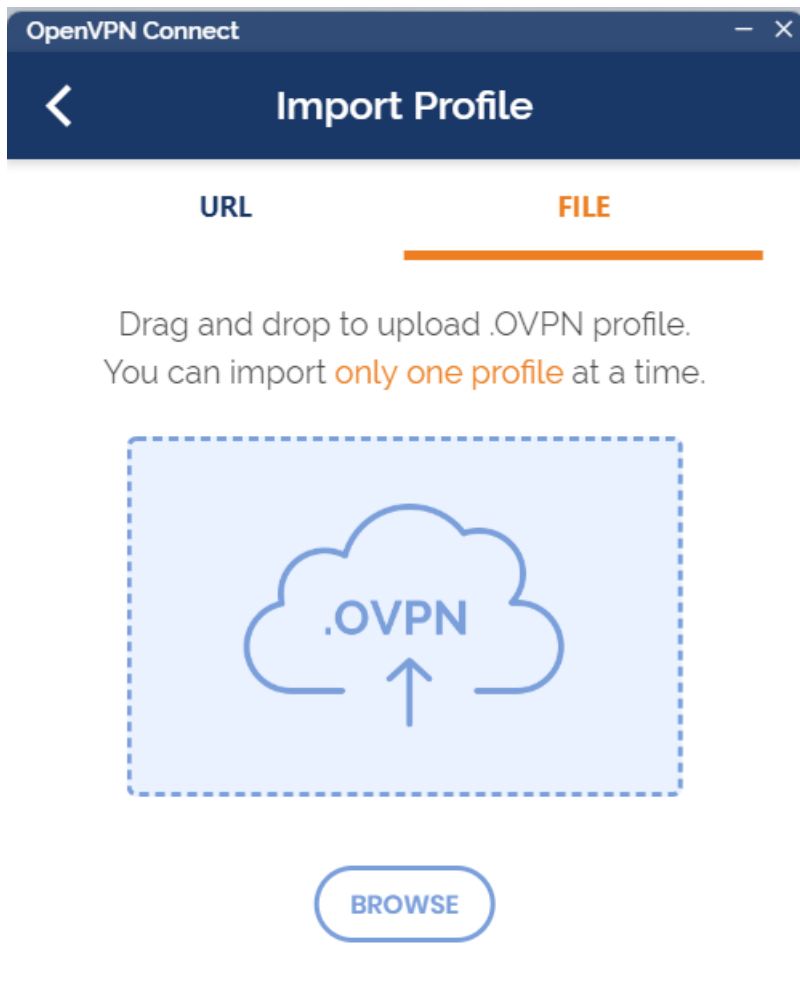 OpenVPN Connect
Import Profile
URL
FILE
Drag and drop to upload .OVPN profile.
You can import only one profile at a time.
.OVPN
BROWSE